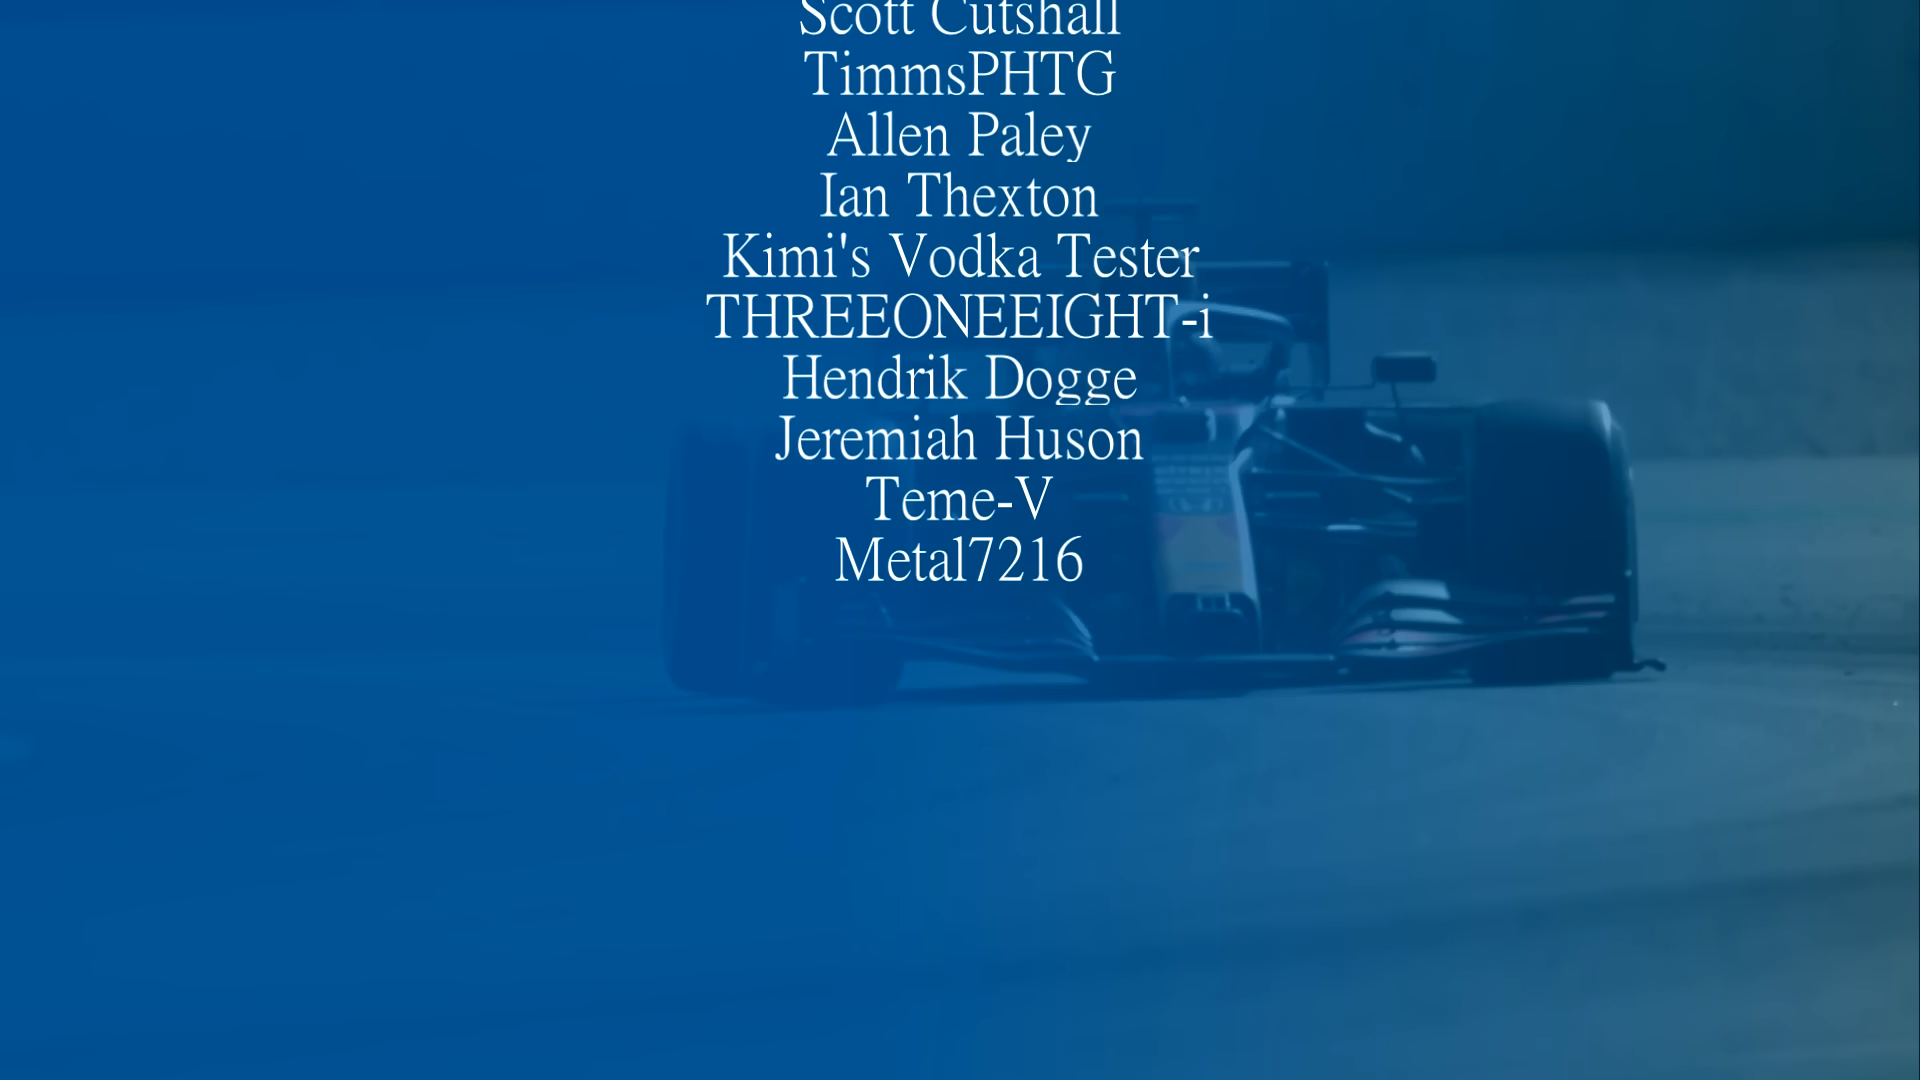 Scott Cutshall
TimmsPHTG
Allen Paley
Ian Thexton
Kimi's Vodka Tester
THREEONEEIGHT-i
Hendrik Dogge
Jeremiah Huson
Teme-V
Metal7216